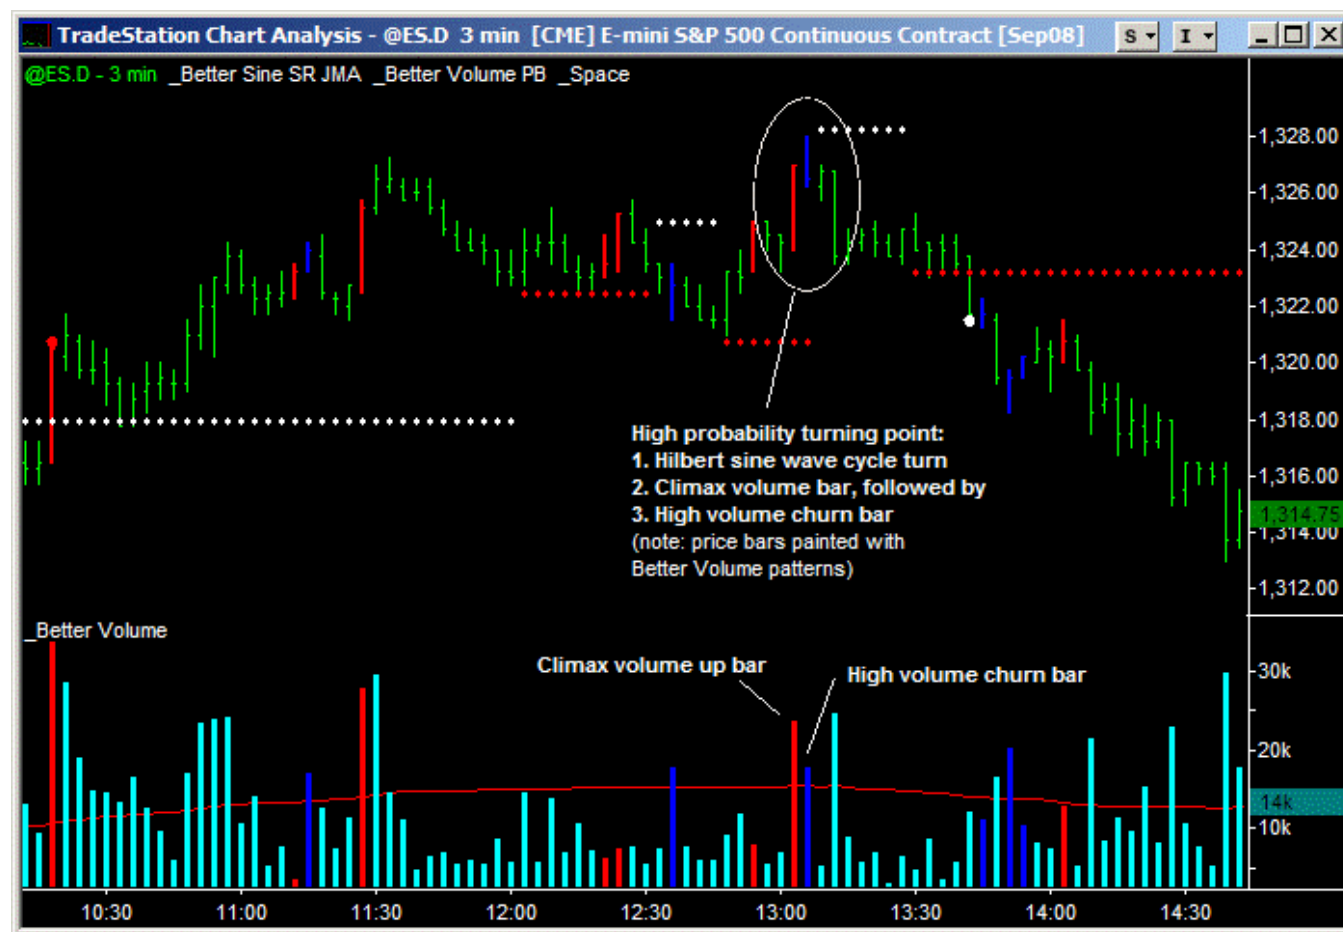 TradeStation Chart Analysis - @ES.D 3 min [CME] E-mini S&P 500 Continuous Contract [Sep08]
S I
@ES.D - 3 min _Better Sine SR JMA _Better Volume PB _Space
1,328.00
1,326.00
1,324.00
1,322.00
1,320.00
1,318.00
1,316.00
1,314.75
1,314.00
1,312.00
High probability turning point:
1. Hilbert sine wave cycle turn
2. Climax volume bar, followed by
3. High volume churn bar
(note: price bars painted with
Better Volume patterns)
_Better Volume
Climax volume up bar
High volume churn bar
30k
20k
14k
10k
10:30 11:00 11:30 12:00 12:30 13:00 13:30 14:00 14:30